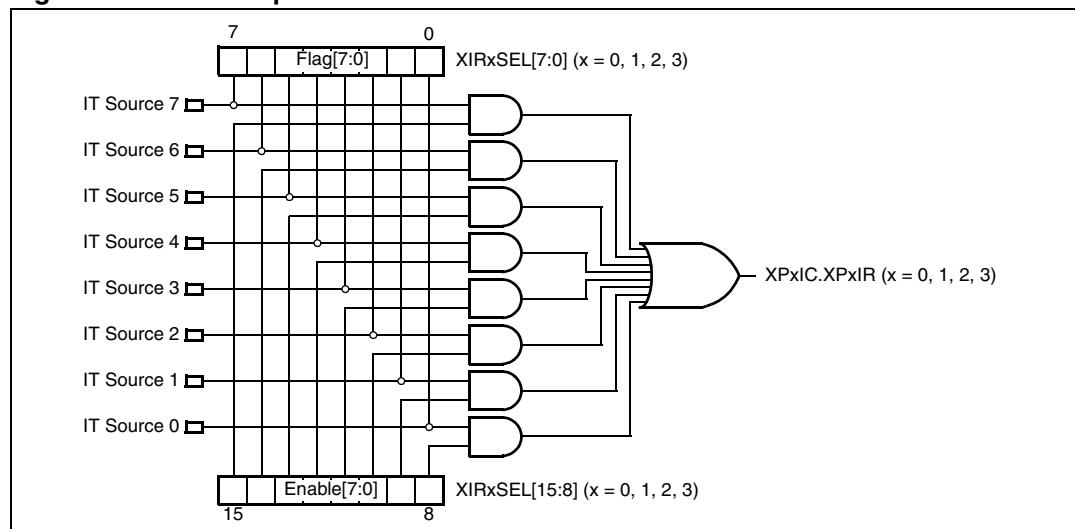 7 0
Flag[7:0] XIRxSEL[7:0] (x = 0, 1, 2, 3)
IT Source 7
IT Source 6
IT Source 5
IT Source 4
IT Source 3
XPxIC.XPxIR (x = 0, 1, 2, 3)
IT Source 2
IT Source 1
IT Source 0
Enable[7:0] XIRxSEL[15:8] (x = 0, 1, 2, 3)
15 8